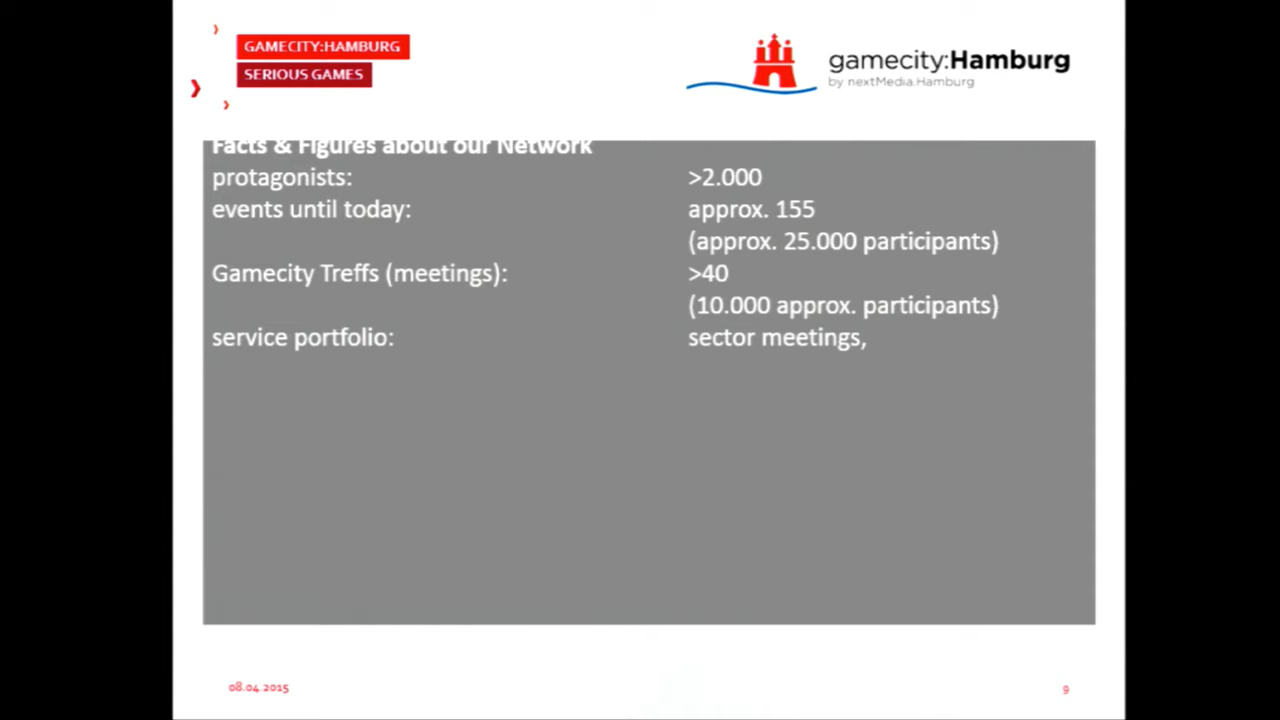 GAMECITY:HAMBURG
SERIOUS GAMES
gamecity:Hamburg
by nextMedia.Hamburg
Facts & Figures about our Network
protagonists: >2.000
events until today: approx. 155
(approx. 25.000 participants)
Gamecity Treffs (meetings): >40
(10.000 approx. participants)
service portfolio: sector meetings,
08.04.2015
9